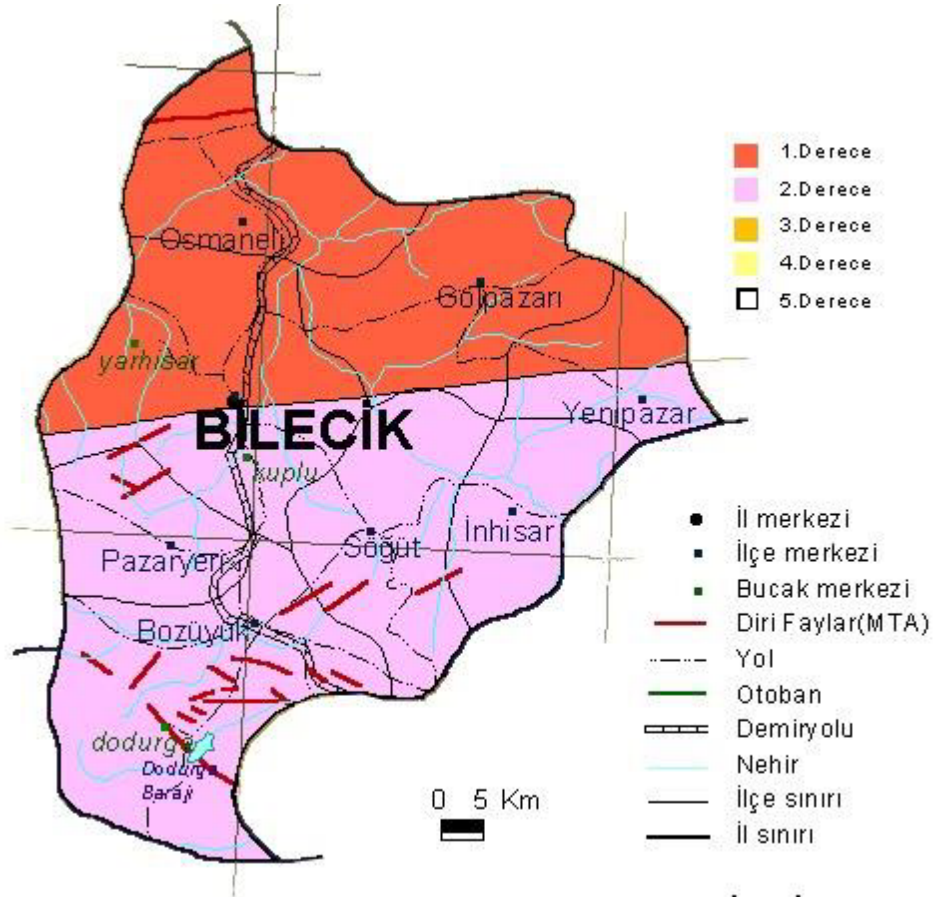 1.Derece
2.Derece
3.Derece
4.Derece
5.Derece
Osmaneli
Gölpazarı
yarhisar
BİLECİK
Yenipazar
kuplu
Söğüt
İnhisar
Pazaryeri
Bozüyük
dodurga
Dodurga
Barajı
0 5 Km
İl merkezi
İlçe merkezi
Bucak merkezi
Diri Faylar(MTA)
Yol
Otoban
Demiryolu
Nehir
İlçe sınırı
İl sınırı